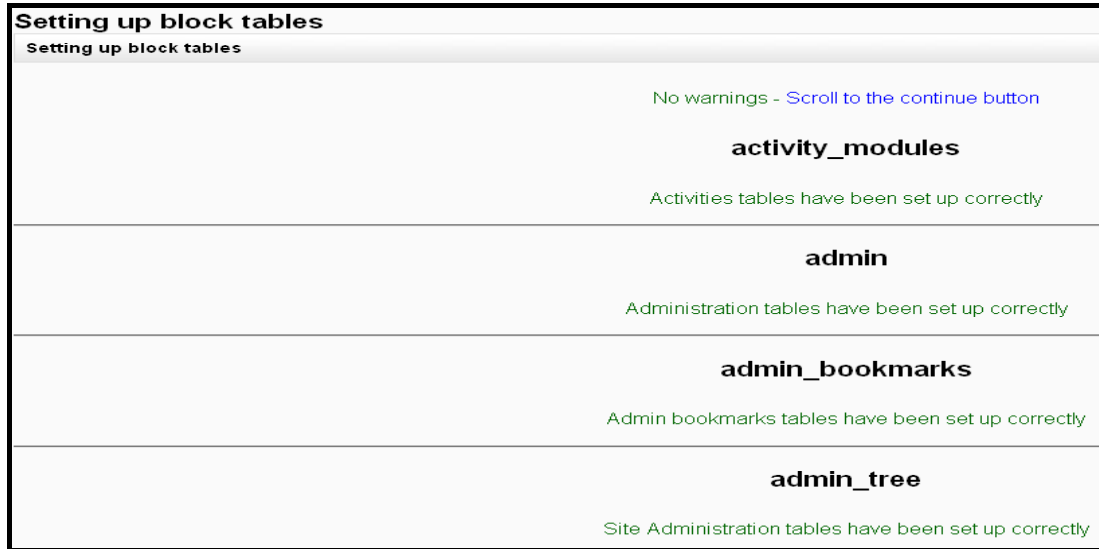 Setting up block tables
Setting up block tables
No warnings - Scroll to the continue button
activity_modules
Activities tables have been set up correctly
admin
Administration tables have been set up correctly
admin_bookmarks
Admin bookmarks tables have been set up correctly
admin_tree
Site Administration tables have been set up correctly